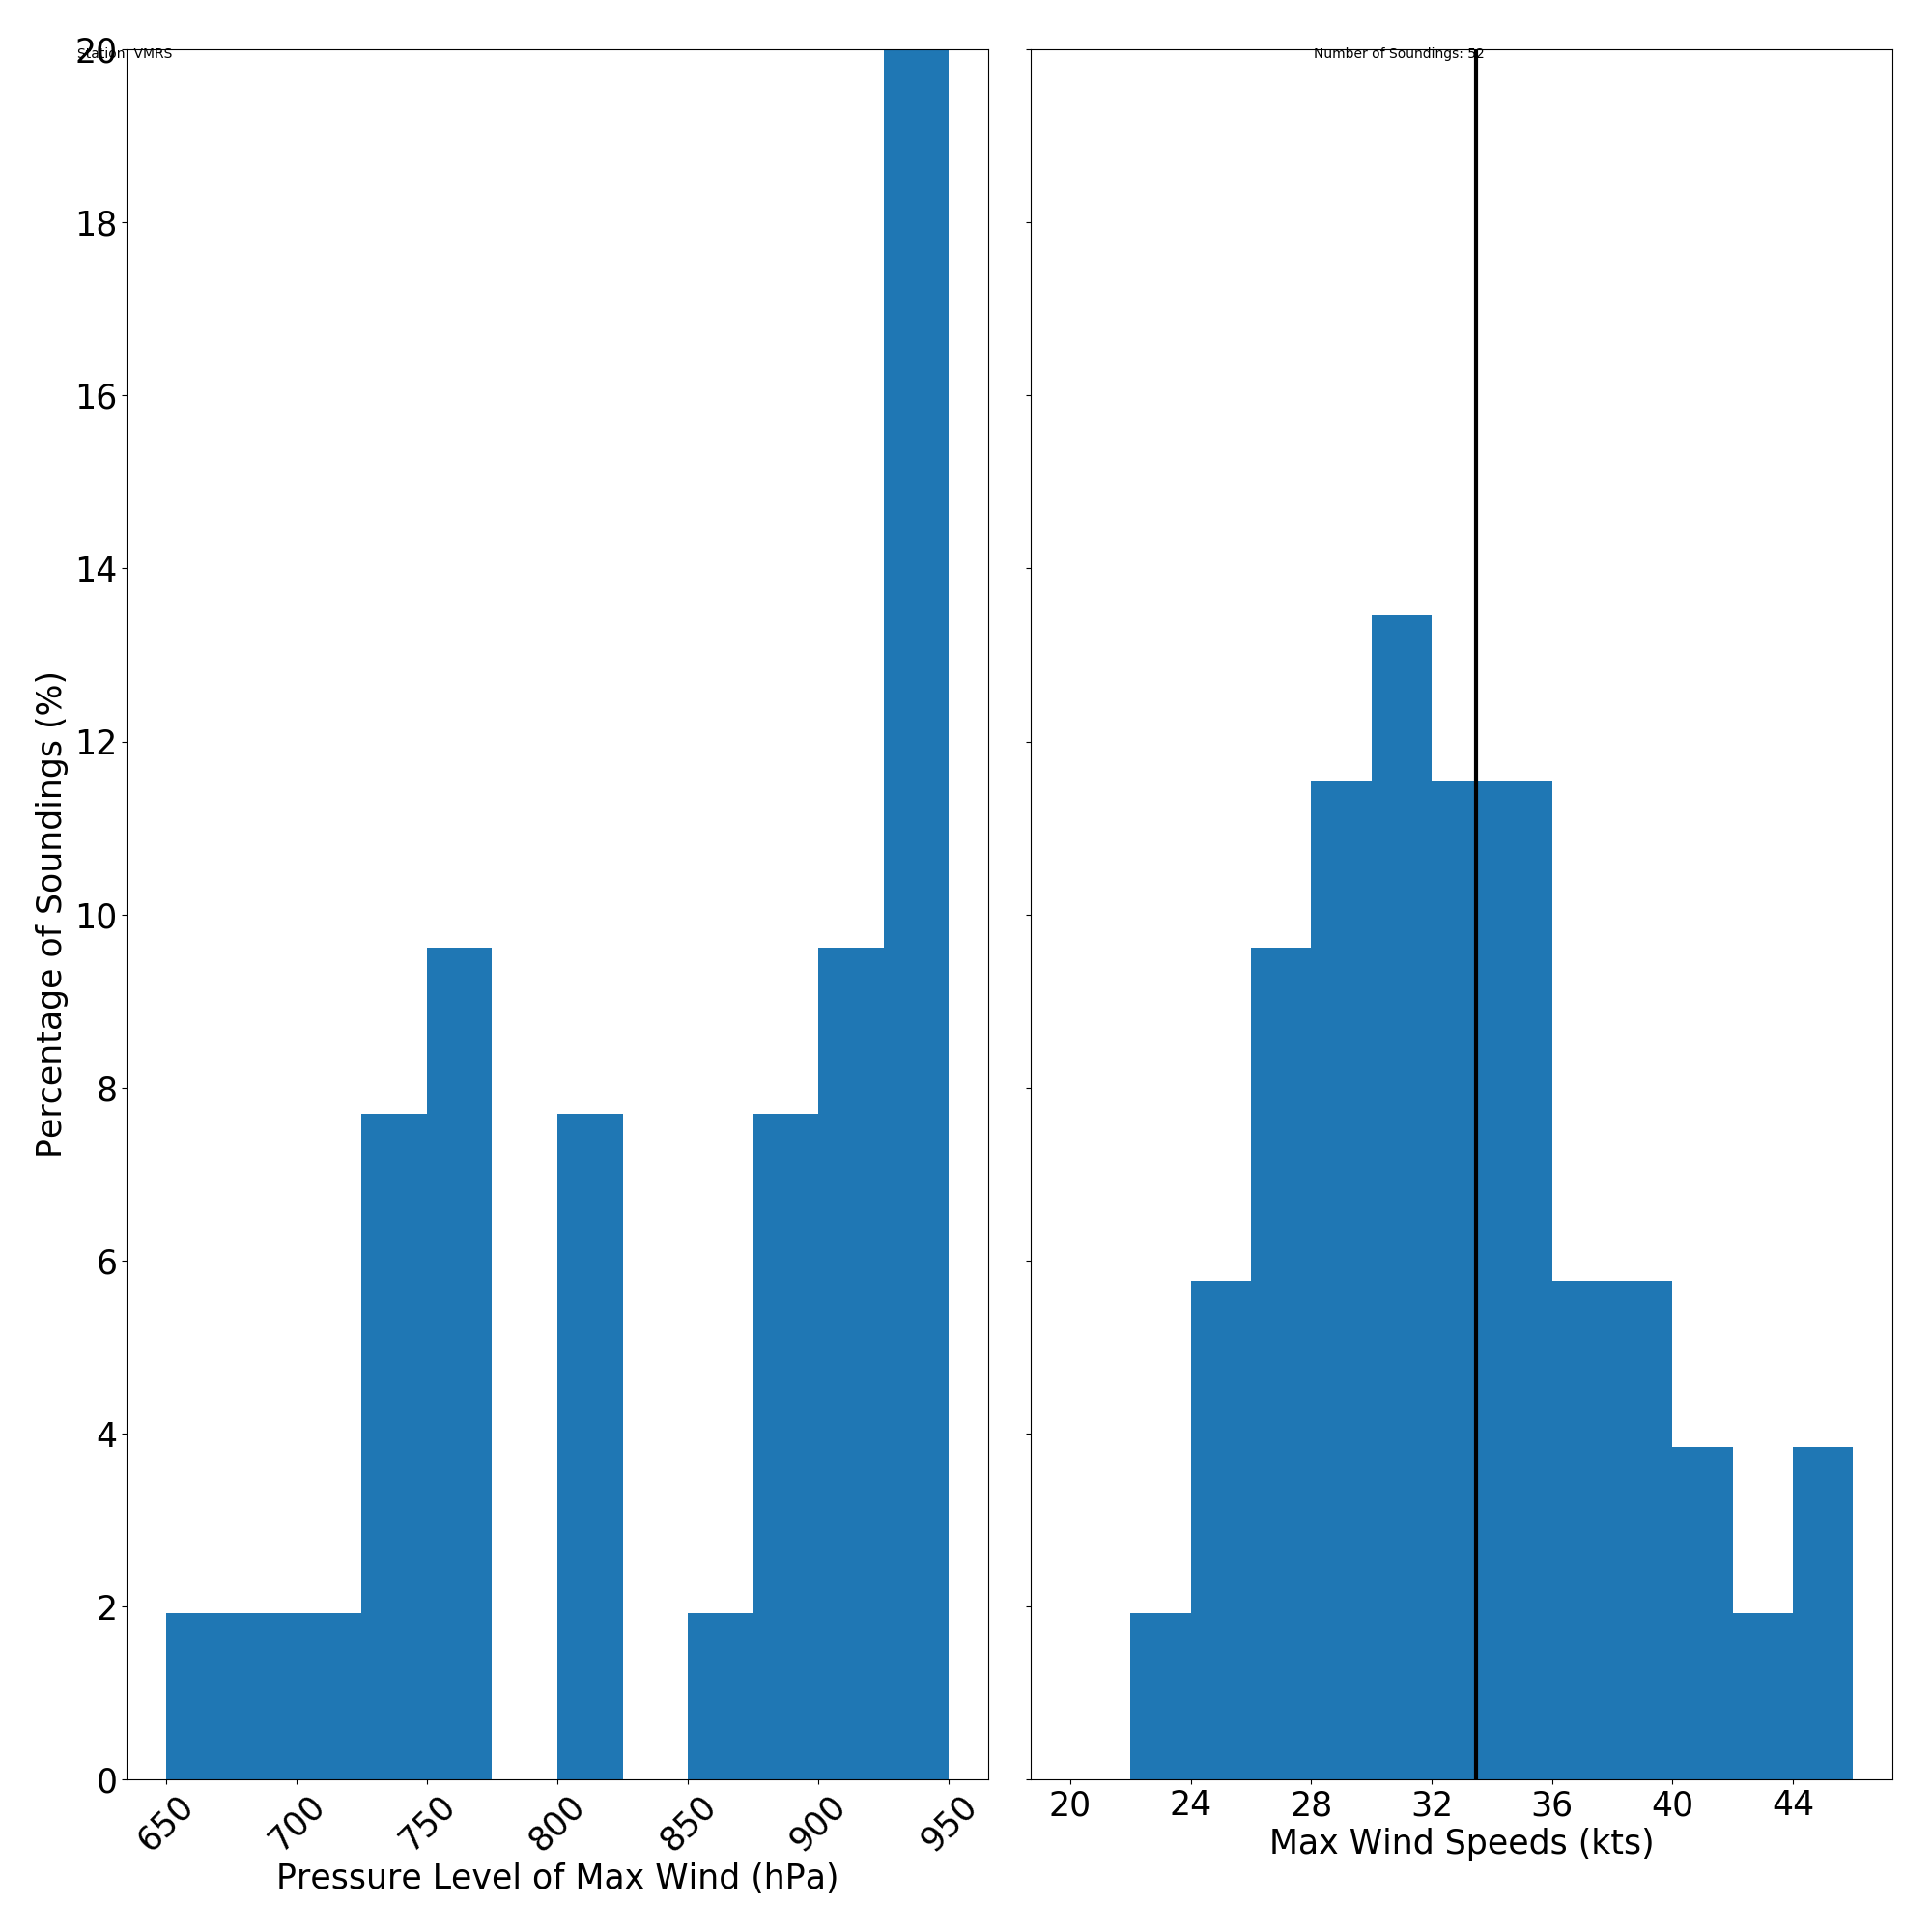 Station: VMRS
Number of Soundings: 52
Percentage of Soundings (%)
20
18
16
14
12
10
8
6
4
2
0
650 700 750 800 850 900 950
Pressure Level of Max Wind (hPa)
20 24 28 32 36 40 44
Max Wind Speeds (kts)